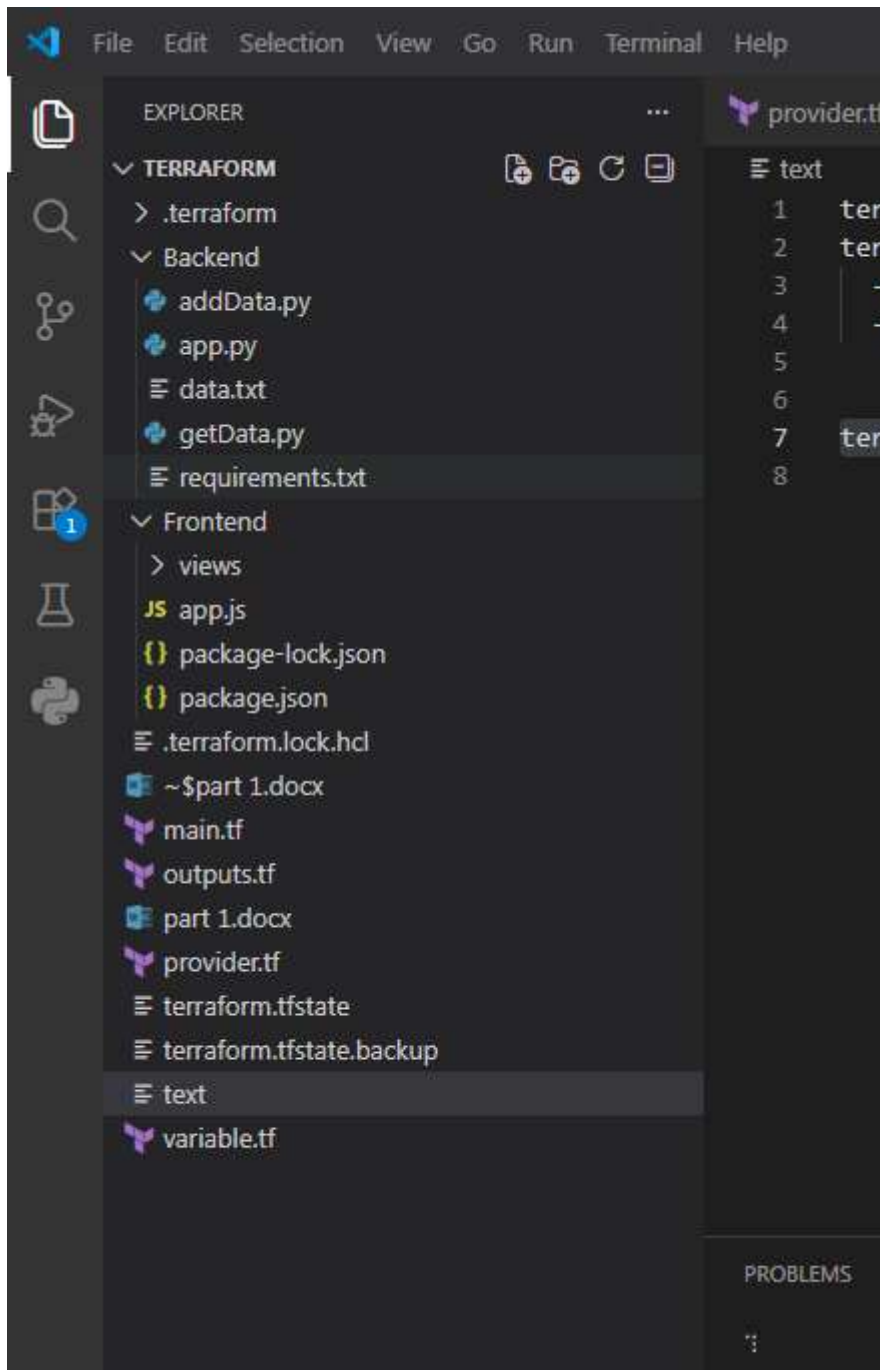 File Edit Selection View Go Run Terminal Help
EXPLORER ···
TERRAFORM
.terraform
Backend
addData.py
app.py
data.txt
getData.py
requirements.txt
1
Frontend
views
JS app.js
{} package-lock.json
{} package.json
.terraform.lock.hcl
~$part 1.docx
main.tf
outputs.tf
part 1.docx
provider.tf
terraform.tfstate
terraform.tfstate.backup
text
variable.tf
provider.tf
text
1 ter
2 ter
3 -
4 -
5
6
7 ter
8
PROBLEMS